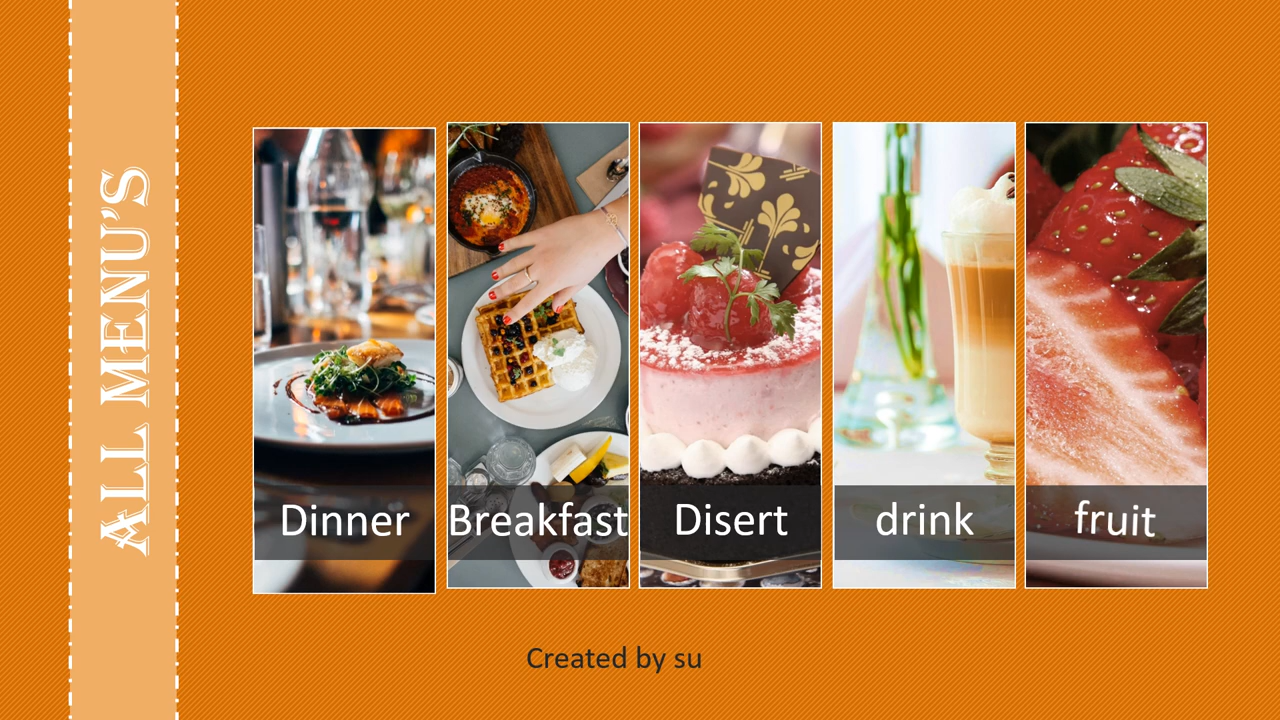 ALL MENU'S
Dinner
Breakfast
Disert
drink
fruit
Created by su